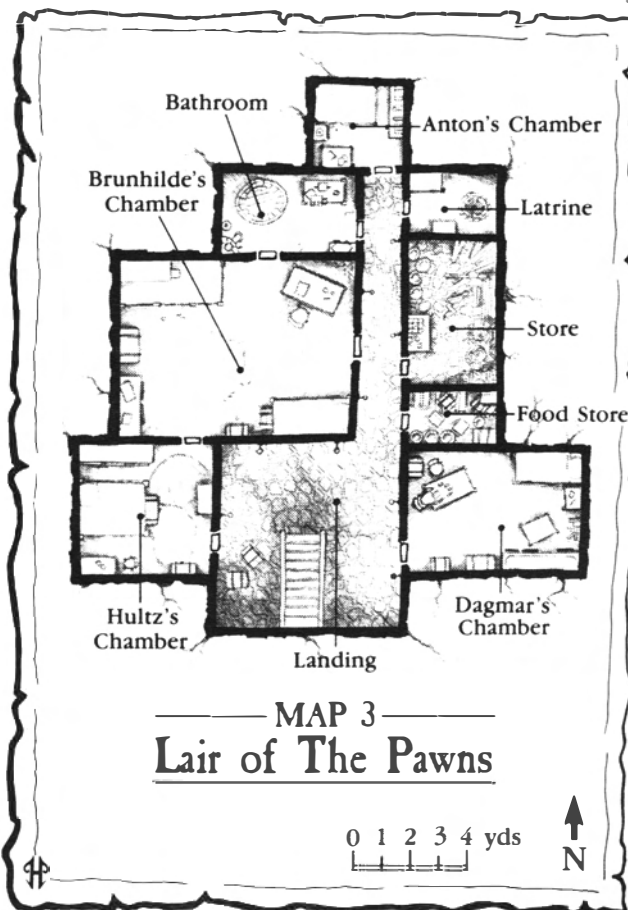 Bathroom
Anton's Chamber
Brunhilde's
Chamber
Latrine
Store
Food Store
Hultz's
Chamber
Landing
Dagmar's
Chamber
MAP 3
Lair of The Pawns
0 1 2 3 4 yds
N